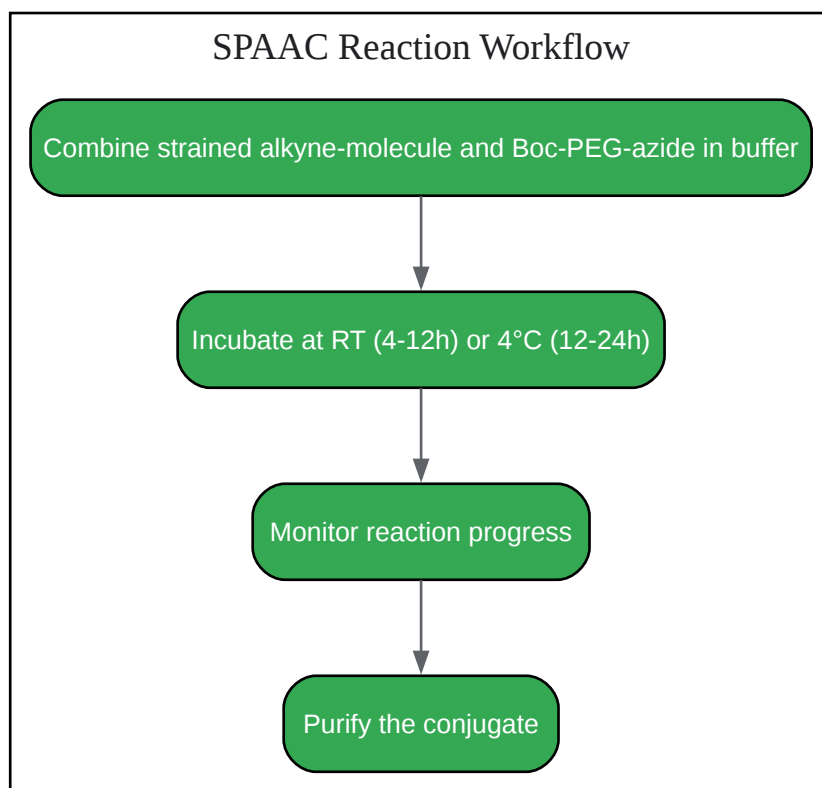 SPAAC Reaction Workflow
Combine strained alkyne-molecule and Boc-PEG-azide in buffer
Incubate at RT (4-12h) or 4°C (12-24h)
Monitor reaction progress
Purify the conjugate